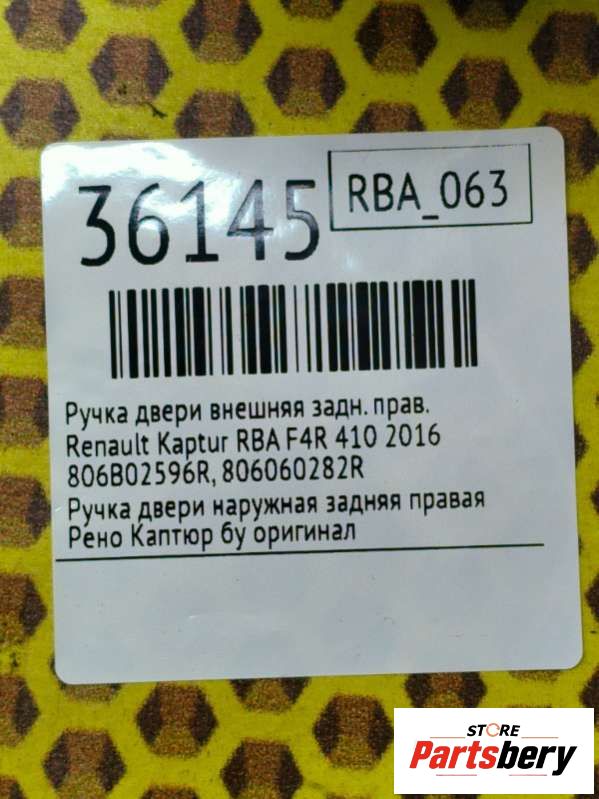 36145
RBA_063
Ручка двери внешняя задн. прав.
Renault Kaptur RBA F4R 410 2016
806B02596R, 806060282R
Ручка двери наружная задняя правая
Рено Каптюр бу оригинал
STORE
Partsbery